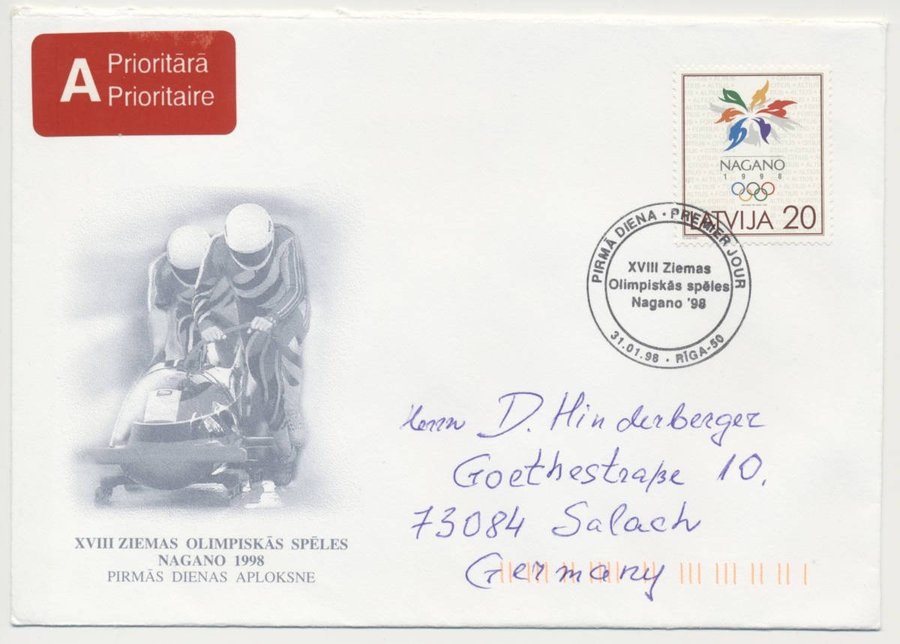 A Prioritārā
Prioritaire
NAGANO
1998
LATVIJA 20
PIRMĀ DIENA · PREMIER JOUR
XVIII Ziemas
Olimpiskās spēles
Nagano '98
31.01.98 · RĪGA-50
Herrn D. Hinderberger
Goethestraße 10.
73084 Salach
Germany
XVIII ZIEMAS OLIMPISKĀS SPĒLES
NAGANO 1998
PIRMĀS DIENAS APLOKSNE